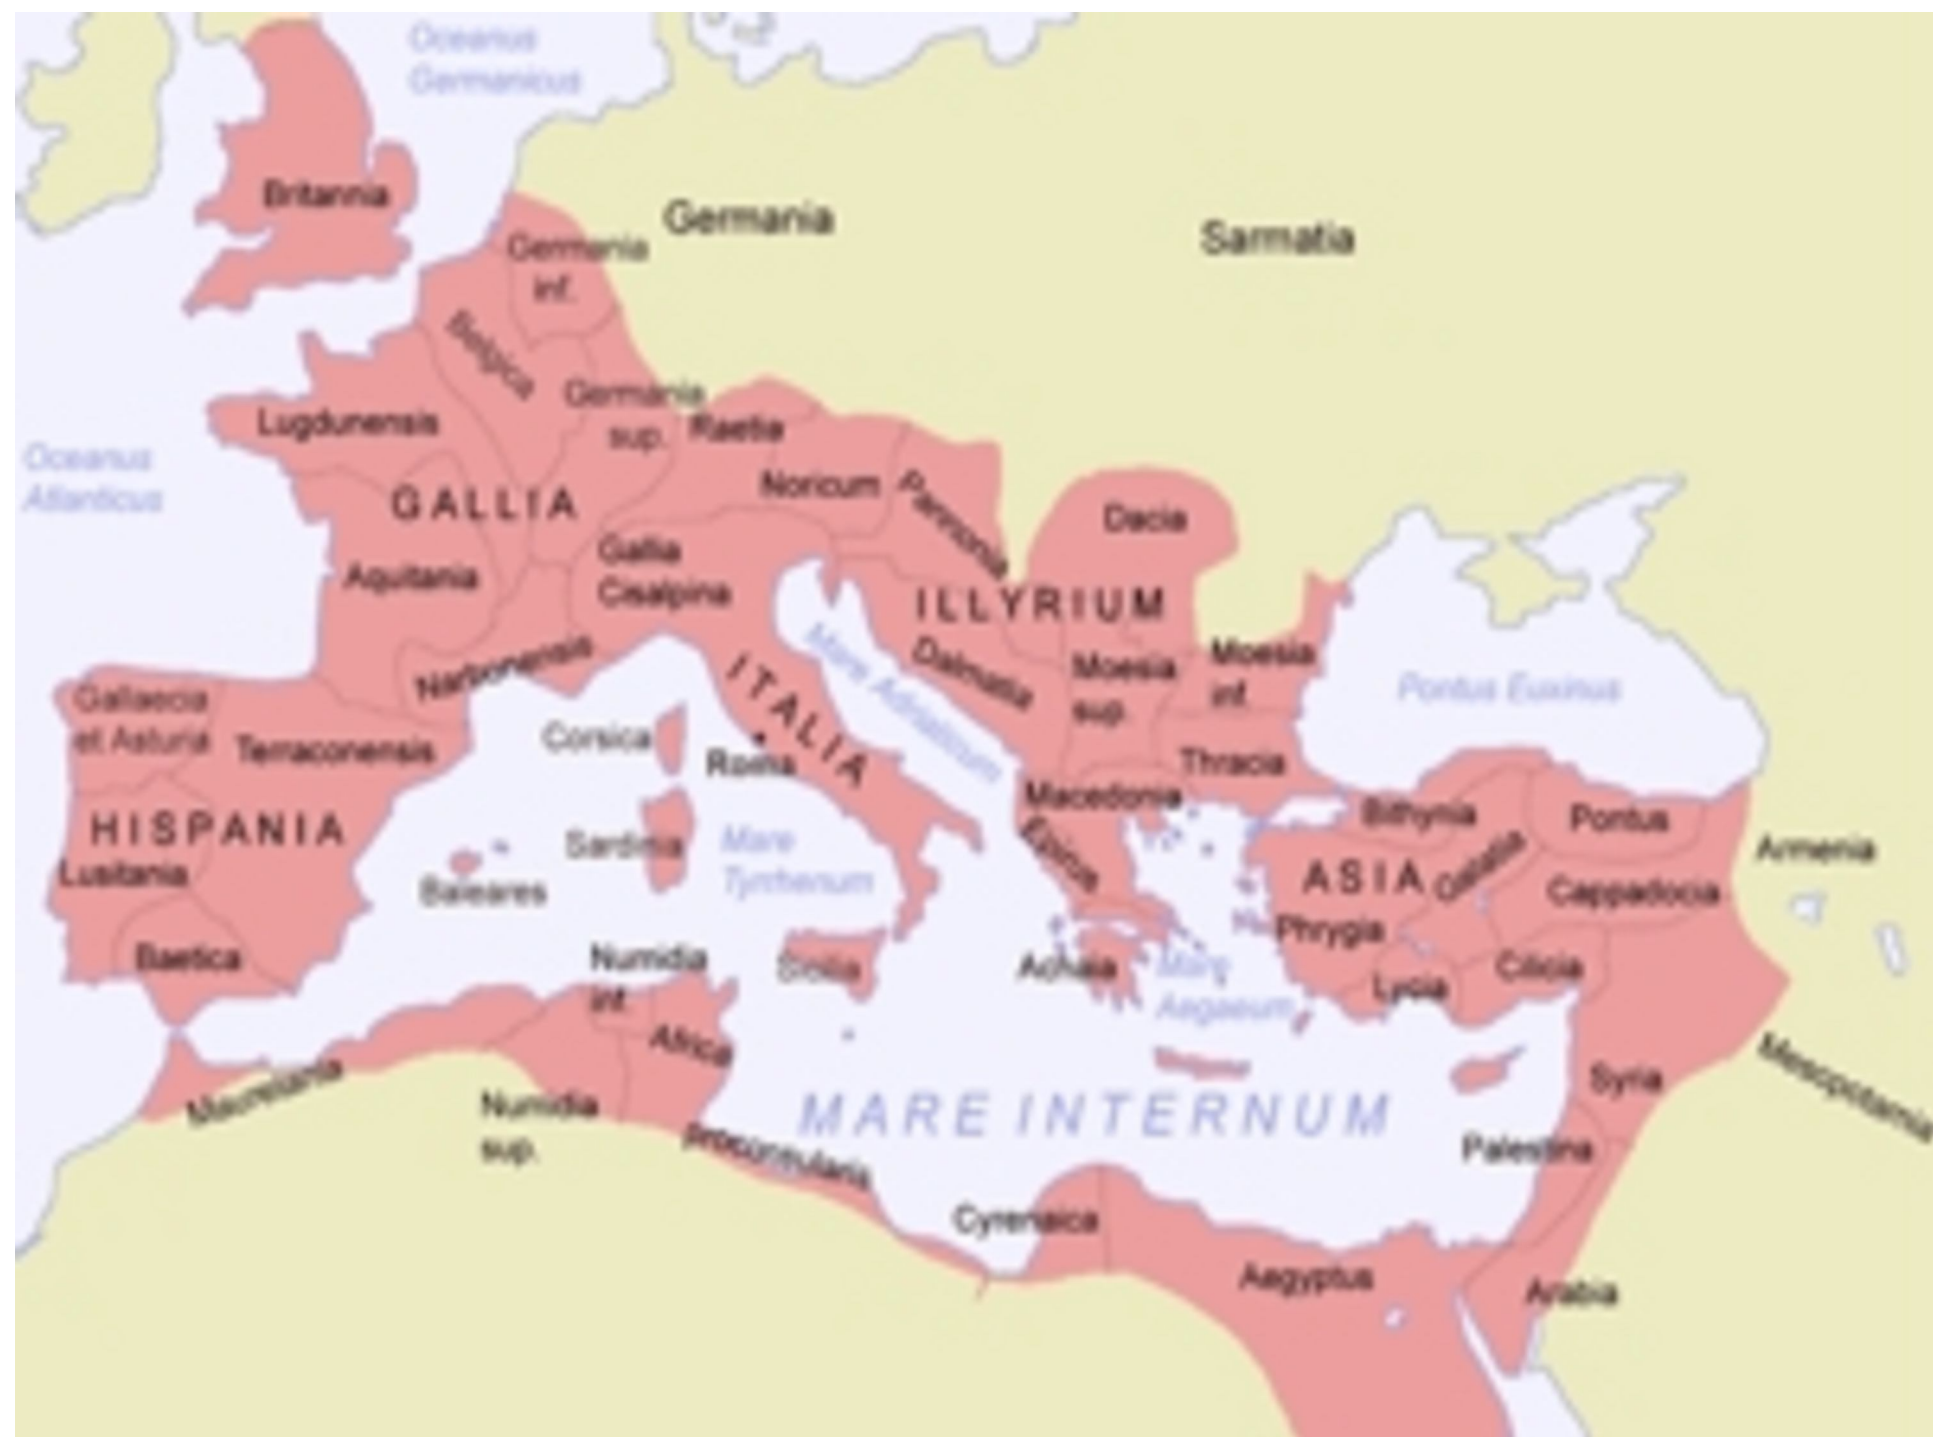 Oceanus
Germanicus
Britannia
Germania
Sarmatia
Germania
inf.
Belgica
Germania
sup.
Raetia
Lugdunensis
Oceanus
Atlanticus
GALLIA
Noricum
Pannonia
Dacia
Gallia
Cisalpina
Aquitania
ILLYRIUM
Narbonensis
Mare Adriaticum
Dalmatia
Moesia
sup.
Moesia
inf.
Pontus Euxinus
ITALIA
Gallaecia
et Asturia
Terraconensis
Corsica
Roma
Thracia
Macedonia
Bithynia
Pontus
HISPANIA
Sardinia
Mare
Tyrrhenum
Epirus
ASIA
Galatia
Armenia
Lusitania
Baleares
Cappadocia
Phrygia
Baetica
Numidia
inf.
Sicilia
Achaia
Mare
Aegaeum
Lycia
Cilicia
Africa
Mesopotamia
Syria
Numidia
sup.
MARE INTERNUM
proconsularis
Palestina
Cyrenaica
Aegyptus
Arabia